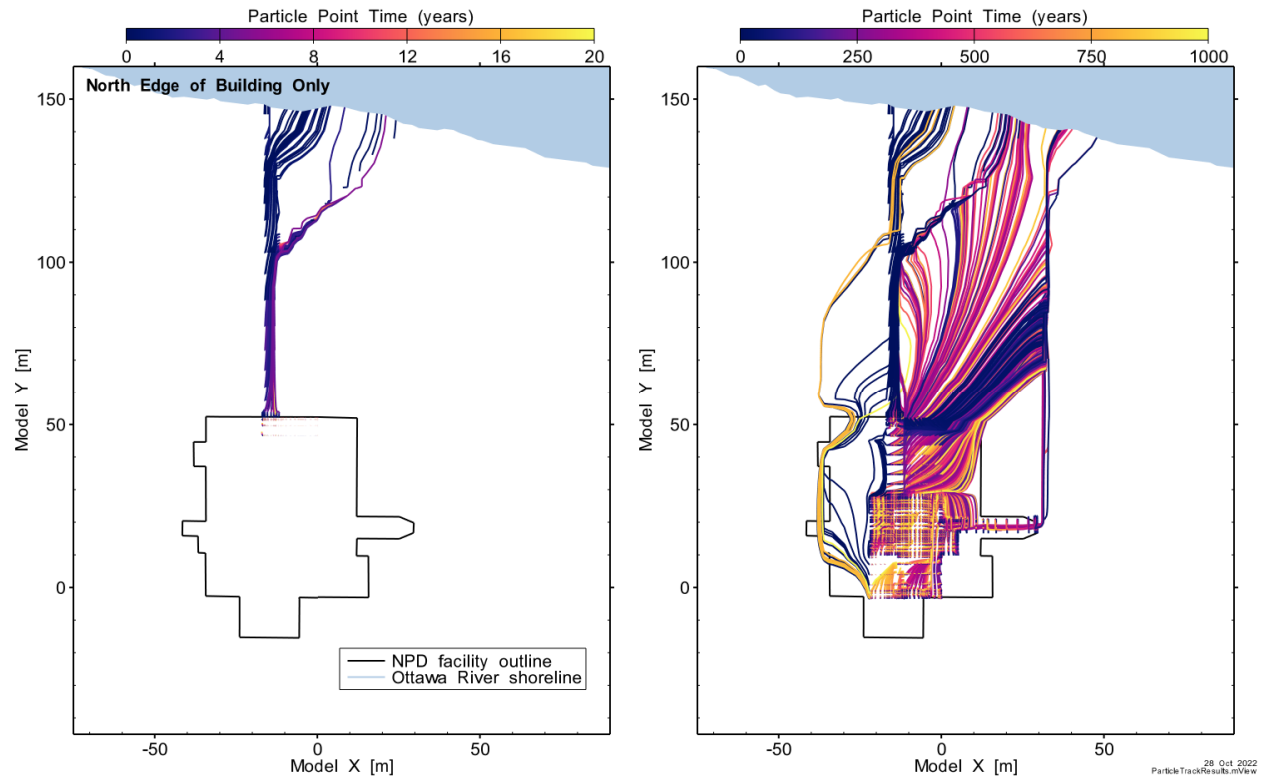 Particle Point Time (years)
0 4 8 12 16 20
North Edge of Building Only
150
100
50
0
Model Y [m]
-50 0 50
Model X [m]
NPD facility outline
Ottawa River shoreline
Particle Point Time (years)
0 250 500 750 1000
150
100
50
0
Model Y [m]
-50 0 50
Model X [m]
28 Oct 2022
ParticleTrackResults.mView